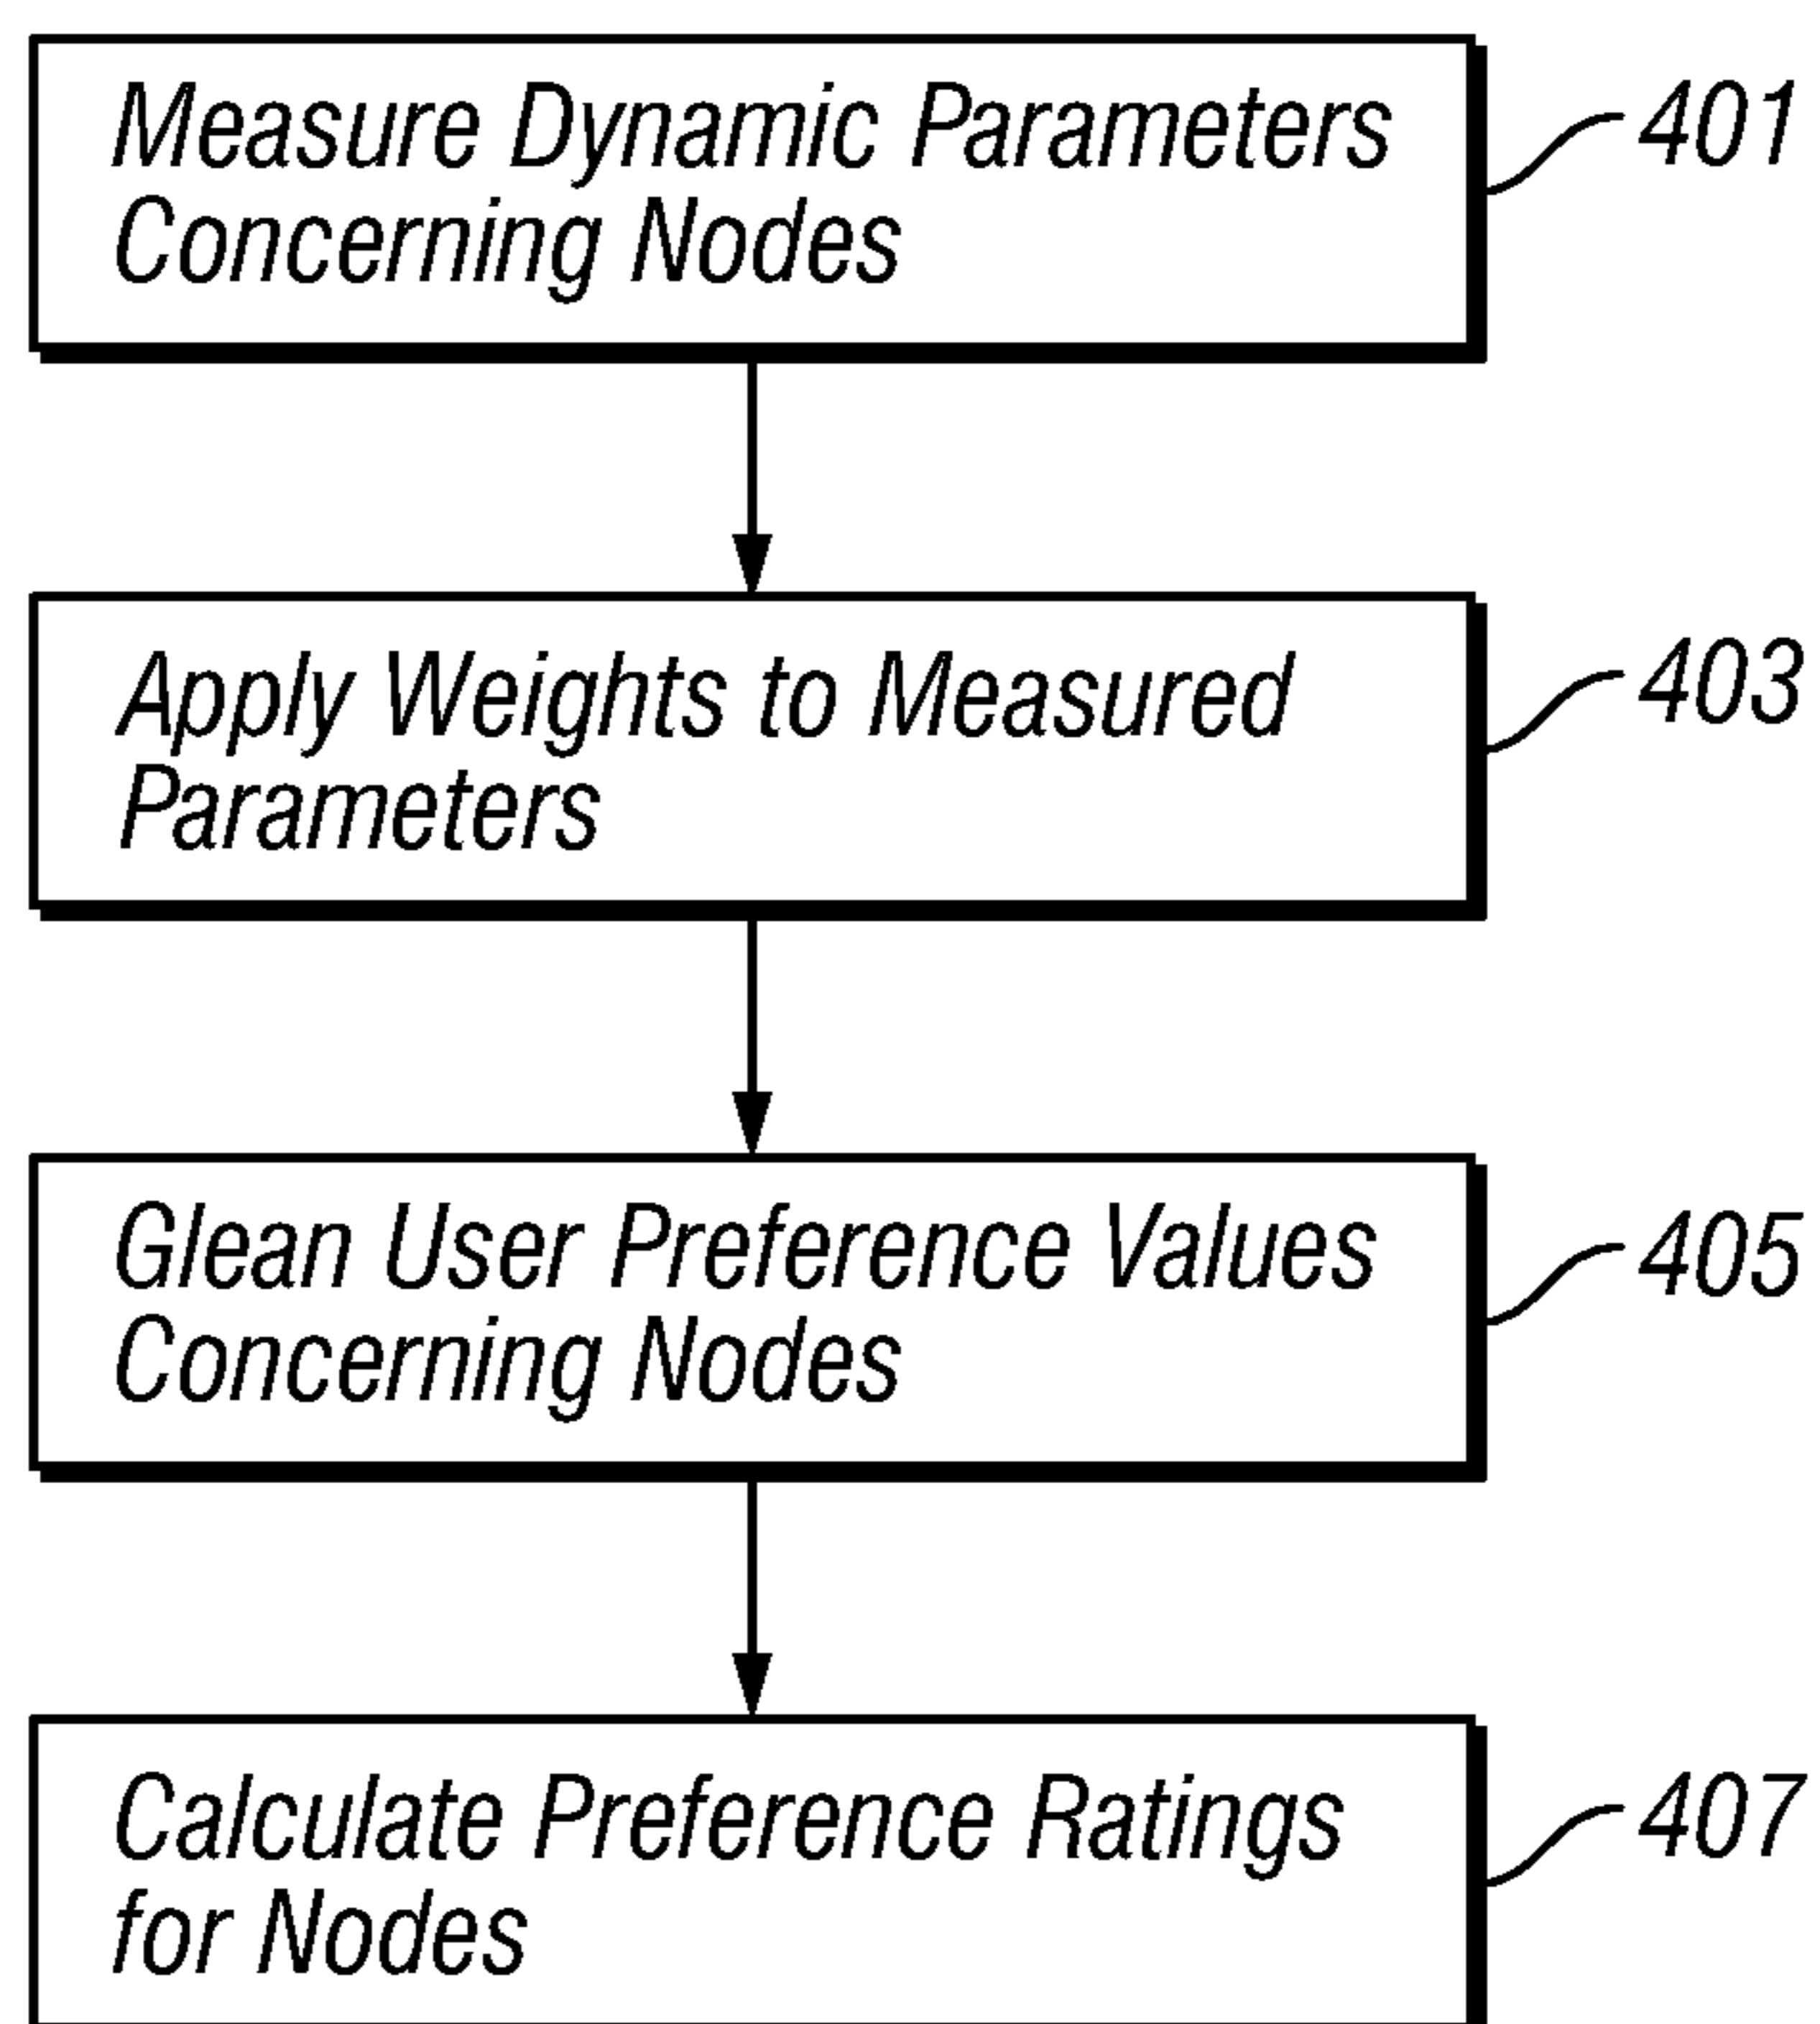 Measure Dynamic Parameters
Concerning Nodes
401
Apply Weights to Measured
Parameters
403
Glean User Preference Values
Concerning Nodes
405
Calculate Preference Ratings
for Nodes
407